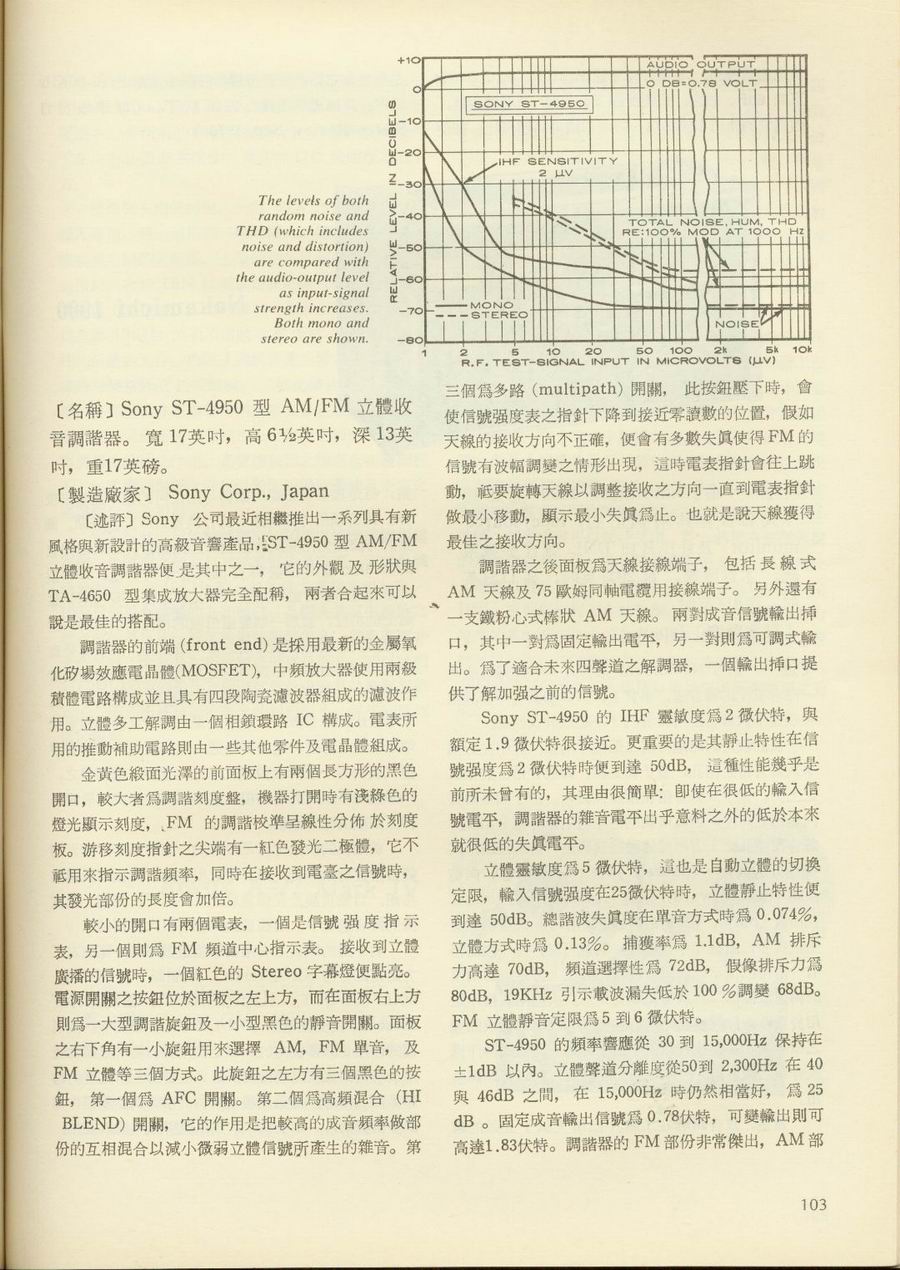 +10
0
-10
-20
-30
-40
-50
-60
-70
-80
RELATIVE LEVEL IN DECIBELS
AUDIO OUTPUT
0 DB=0.78 VOLT
SONY ST-4950
IHF SENSITIVITY
2 µV
TOTAL NOISE, HUM, THD
RE:100% MOD AT 1000 Hz
MONO
STEREO
NOISE
1 2 5 10 20 50 100 2k 5k 10k
R.F. TEST-SIGNAL INPUT IN MICROVOLTS (µV)
The levels of both
random noise and
THD (which includes
noise and distortion)
are compared with
the audio-output level
as input-signal
strength increases.
Both mono and
stereo are shown.
〔名稱〕Sony ST-4950 型 AM/FM 立體收
音調諧器。 寬 17英吋，高 6½英吋，深 13英
吋，重17英磅。
〔製造廠家〕 Sony Corp., Japan
〔述評〕Sony 公司最近相繼推出一系列具有新
風格與新設計的高級音響產品，ST-4950 型 AM/FM
立體收音調諧器便是其中之一， 它的外觀及形狀與
TA-4650 型集成放大器完全配稱， 兩者合起來可以
說是最佳的搭配。
調諧器的前端 (front end) 是採用最新的金屬氧
化矽場效應電晶體(MOSFET)， 中頻放大器使用兩級
積體電路構成並且具有四段陶瓷濾波器組成的濾波作
用。立體多工解調由一個相鎖環路 IC 構成。電表所
用的推動補助電路則由一些其他零件及電晶體組成。
金黃色緞面光澤的前面板上有兩個長方形的黑色
開口，較大者爲調諧刻度盤，機器打開時有淺綠色的
燈光顯示刻度，FM 的調諧校準呈線性分佈於刻度
板。游移刻度指針之尖端有一紅色發光二極體，它不
祗用來指示調諧頻率，同時在接收到電臺之信號時，
其發光部份的長度會加倍。
較小的開口有兩個電表，一個是信號强度指示
表，另一個則爲 FM 頻道中心指示表。 接收到立體
廣播的信號時，一個紅色的 Stereo 字幕燈便點亮。
電源開關之按鈕位於面板之左上方，而在面板右上方
則爲一大型調諧旋鈕及一小型黑色的靜音開關。面板
之右下角有一小旋鈕用來選擇 AM，FM 單音，及
FM 立體等三個方式。此旋鈕之左方有三個黑色的按
鈕， 第一個爲 AFC 開關。 第二個爲高頻混合 (HI
BLEND) 開關，它的作用是把較高的成音頻率做部
份的互相混合以減小微弱立體信號所產生的雜音。第
三個爲多路 (multipath) 開關， 此按鈕壓下時，會
使信號强度表之指針下降到接近零讀數的位置，假如
天線的接收方向不正確，便會有多數失眞使得 FM 的
信號有波幅調變之情形出現，這時電表指針會往上跳
動，祗要旋轉天線以調整接收之方向一直到電表指針
做最小移動，顯示最小失眞爲止。也就是說天線獲得
最佳之接收方向。
調諧器之後面板爲天線接線端子， 包括長線式
AM 天線及 75 歐姆同軸電纜用接線端子。 另外還有
一支鐵粉心式棒狀 AM 天線。 兩對成音信號輸出挿
口，其中一對爲固定輸出電平，另一對則爲可調式輸
出。爲了適合未來四聲道之解調器，一個輸出挿口提
供了解加强之前的信號。
Sony ST-4950 的 IHF 靈敏度爲 2 微伏特，與
額定 1.9 微伏特很接近。更重要的是其靜止特性在信
號强度爲 2 微伏特時便到達 50dB， 這種性能幾乎是
前所未曾有的，其理由很簡單：卽使在很低的輸入信
號電平，調諧器的雜音電平出乎意料之外的低於本來
就很低的失眞電平。
立體靈敏度爲 5 微伏特，這也是自動立體的切換
定限，輸入信號强度在25微伏特時，立體靜止特性便
到達 50dB。總諧波失眞度在單音方式時爲 0.074%，
立體方式時爲 0.13%。 捕獲率爲 1.1dB，AM 排斥
力高達 70dB， 頻道選擇性爲 72dB， 假像排斥力爲
80dB，19KHz 引示載波漏失低於 100 %調變 68dB。
FM 立體靜音定限爲 5 到 6 微伏特。
ST-4950 的頻率響應從 30 到 15,000Hz 保持在
±1dB 以內。立體聲道分離度從50到 2,300Hz 在 40
與 46dB 之間， 在 15,000Hz 時仍然相當好， 爲 25
dB 。固定成音輸出信號爲 0.78伏特，可變輸出則可
高達1.83伏特。調諧器的 FM 部份非常傑出，AM 部
103